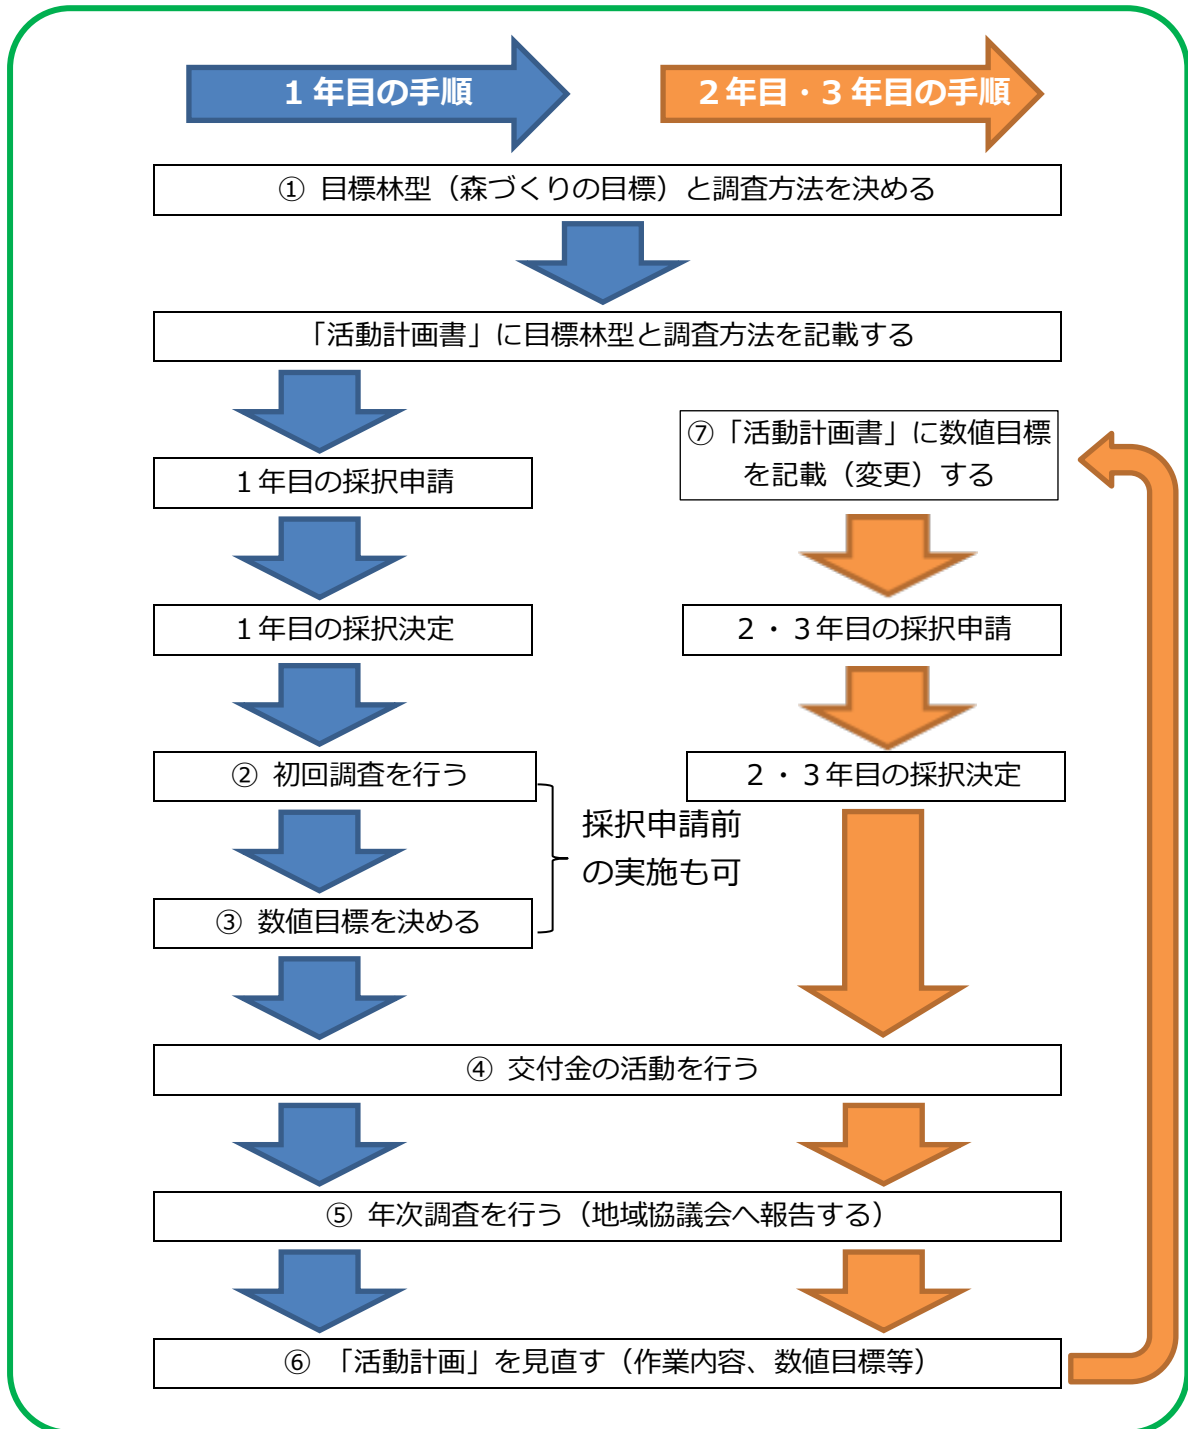 １年目の手順
２年目・３年目の手順
① 目標林型（森づくりの目標）と調査方法を決める
「活動計画書」に目標林型と調査方法を記載する
１年目の採択申請
１年目の採択決定
② 初回調査を行う
③ 数値目標を決める
採択申請前
の実施も可
⑦「活動計画書」に数値目標
を記載（変更）する
２・３年目の採択申請
２・３年目の採択決定
④ 交付金の活動を行う
⑤ 年次調査を行う（地域協議会へ報告する）
⑥ 「活動計画」を見直す（作業内容、数値目標等）